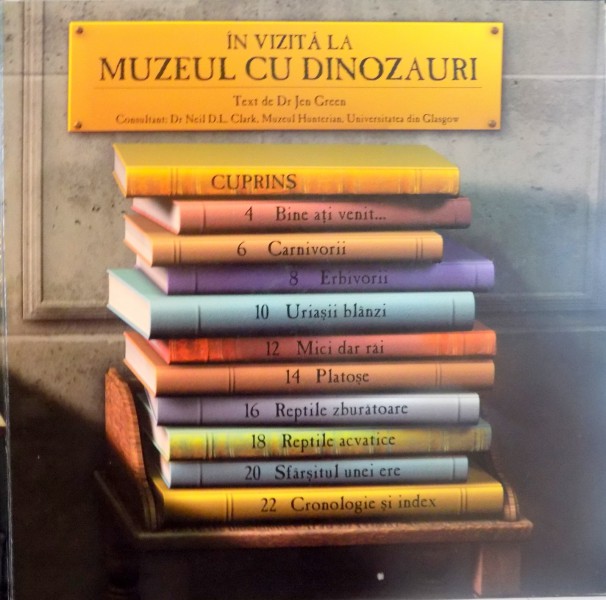 ÎN VIZITĂ LA
MUZEUL CU DINOZAURI
Text de Dr Jen Green
Consultant: Dr Neil D.L. Clark, Muzeul Hunterian, Universitatea din Glasgow
CUPRINS
4 Bine ați venit...
6 Carnivorii
8 Erbivorii
10 Uriașii blânzi
12 Mici dar răi
14 Platoșe
16 Reptile zburătoare
18 Reptile acvatice
20 Sfârșitul unei ere
22 Cronologie și index